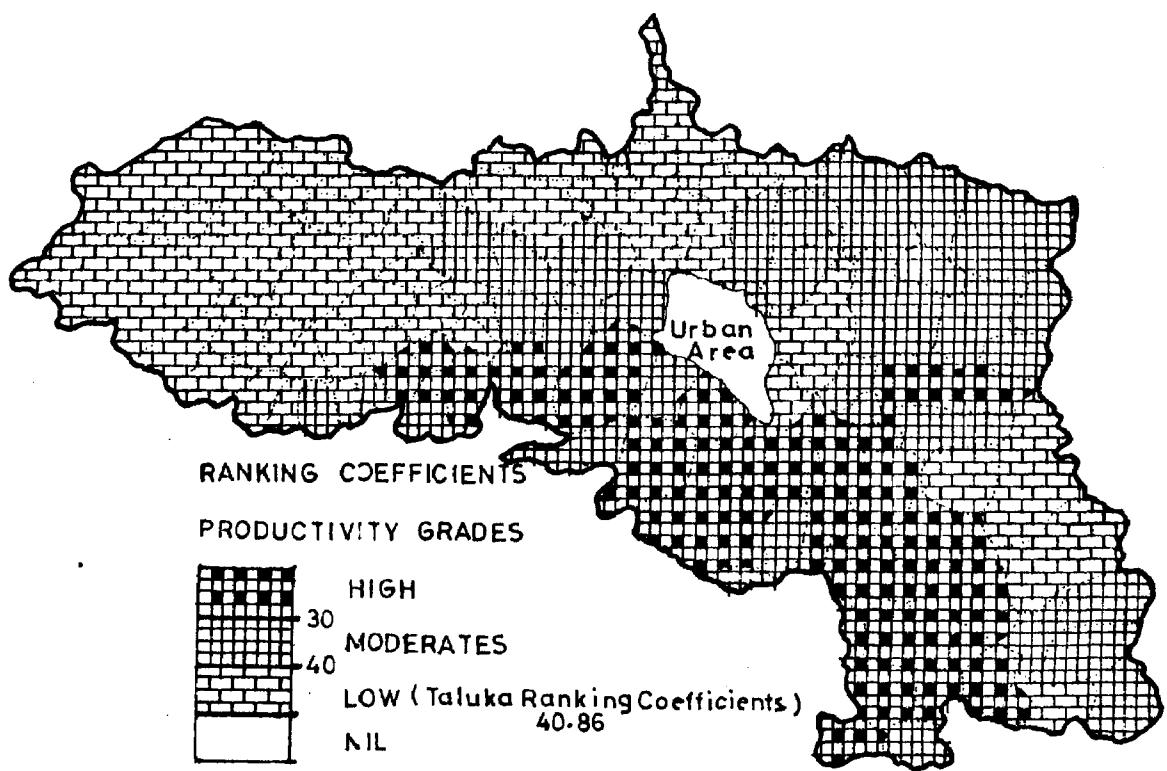 Urban
Area
RANKING COEFFICIENTS
PRODUCTIVITY GRADES
HIGH
30
MODERATES
40
LOW (Taluka Ranking Coefficients)
40.86
NIL